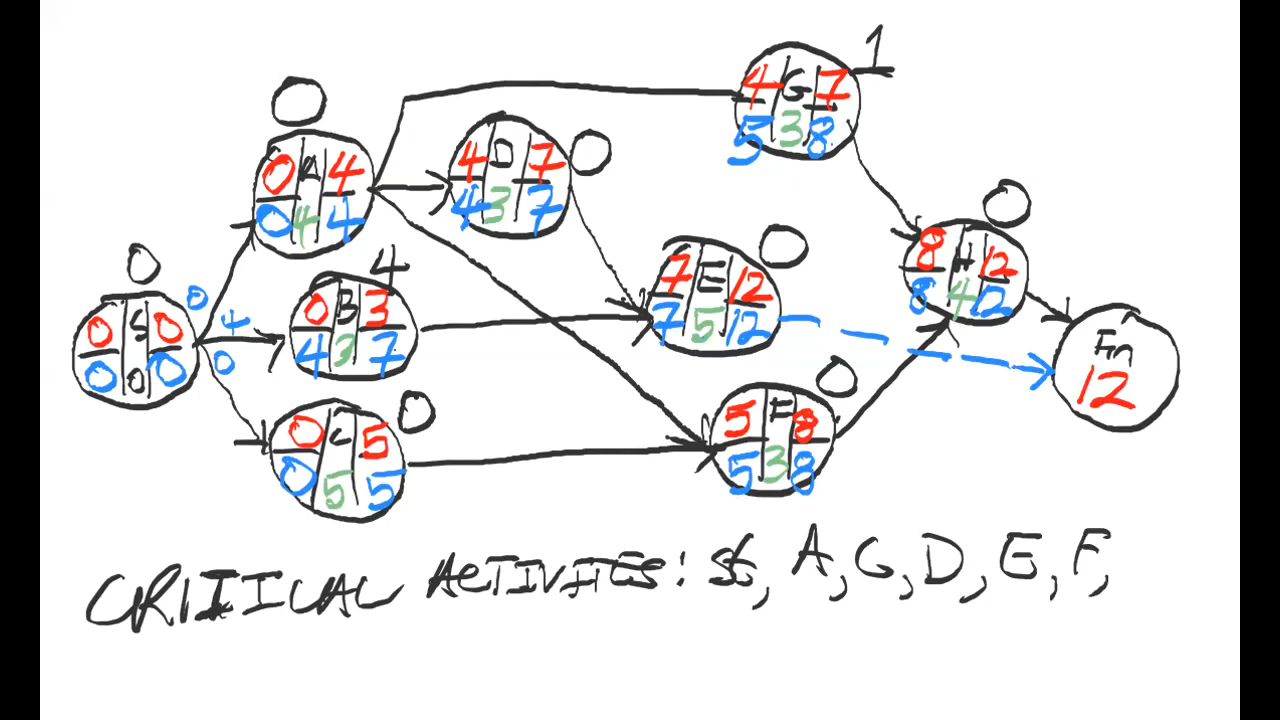 0
1
4 G 7
5 3 8
0 A 4
0 4 4
4 D 7
4 3 7
0
0
0
0 S 0
0 0 0
0
4
0
4
0 B 3
4 3 7
7 E 12
7 5 12
0
8 H 12
8 4 12
Fin
12
0 C 5
0 5 5
0
5 F 8
5 3 8
0
CRITICAL ACTIVITES: St, A, C, D, E, F,